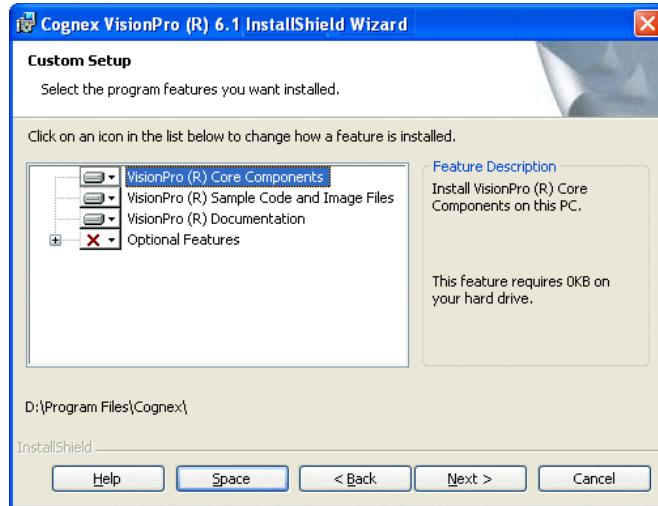 Cognex VisionPro (R) 6.1 InstallShield Wizard
Custom Setup
Select the program features you want installed.
Click on an icon in the list below to change how a feature is installed.
VisionPro (R) Core Components
VisionPro (R) Sample Code and Image Files
VisionPro (R) Documentation
Optional Features
Feature Description
Install VisionPro (R) Core
Components on this PC.
This feature requires 0KB on
your hard drive.
D:\Program Files\Cognex\
InstallShield
Help
Space
< Back
Next >
Cancel